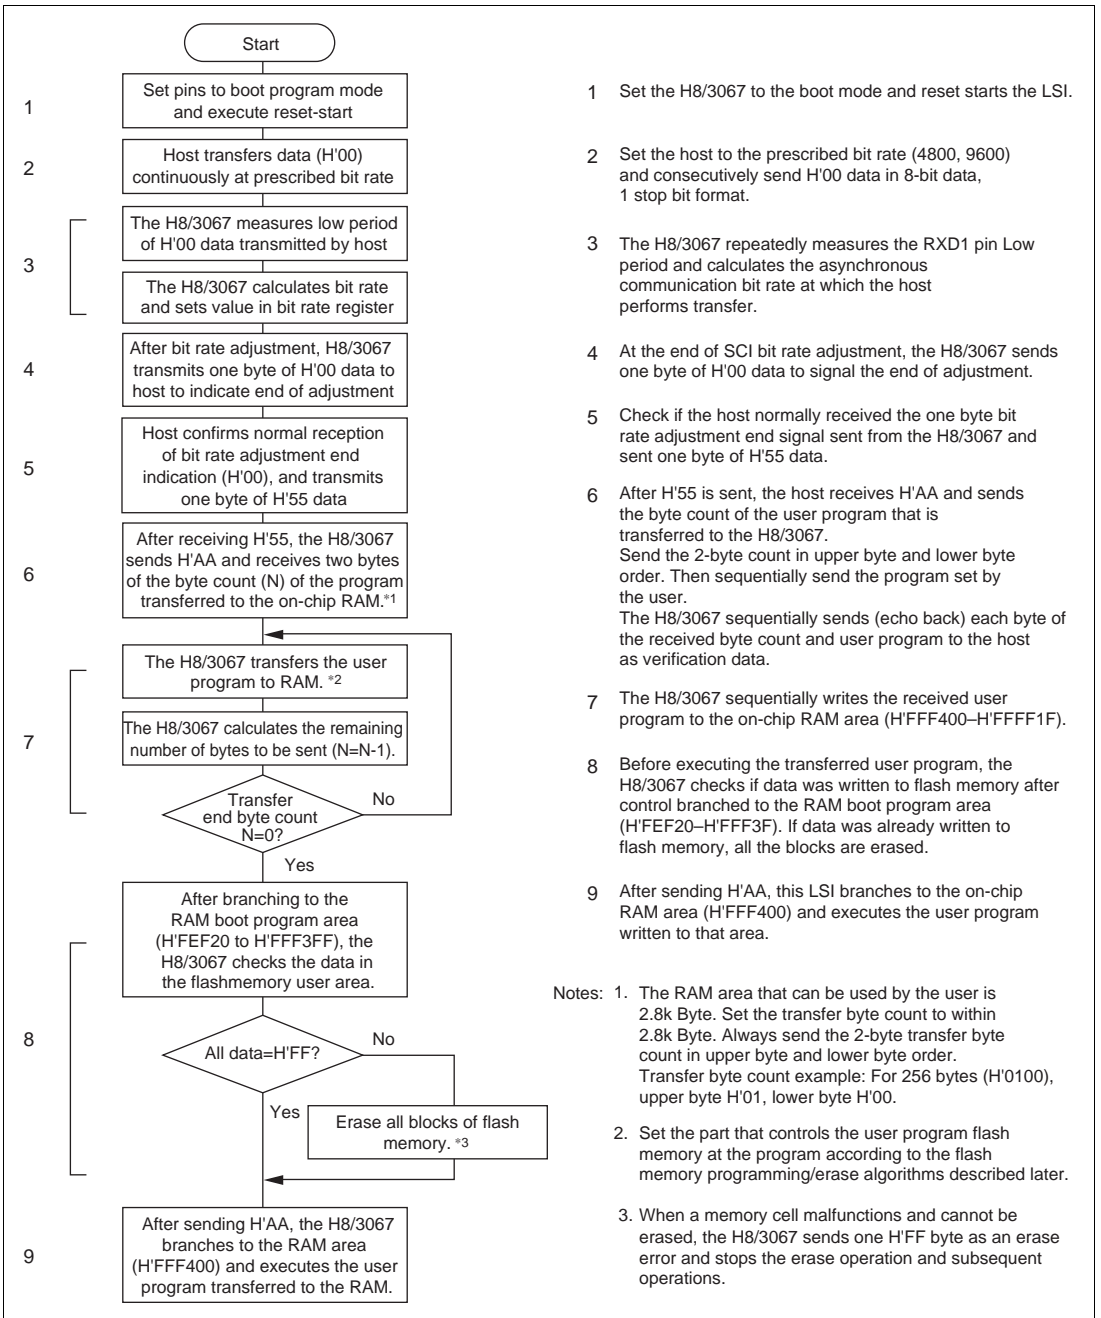 Start
1
Set pins to boot program mode
and execute reset-start
2
Host transfers data (H'00)
continuously at prescribed bit rate
3
The H8/3067 measures low period
of H'00 data transmitted by host
The H8/3067 calculates bit rate
and sets value in bit rate register
4
After bit rate adjustment, H8/3067
transmits one byte of H'00 data to
host to indicate end of adjustment
5
Host confirms normal reception
of bit rate adjustment end
indication (H'00), and transmits
one byte of H'55 data
6
After receiving H'55, the H8/3067
sends H'AA and receives two bytes
of the byte count (N) of the program
transferred to the on-chip RAM.*1
7
The H8/3067 transfers the user
program to RAM. *2
The H8/3067 calculates the remaining
number of bytes to be sent (N=N-1).
Transfer
end byte count
N=0?
No
Yes
8
After branching to the
RAM boot program area
(H'FEF20 to H'FFF3FF), the
H8/3067 checks the data in
the flashmemory user area.
All data=H'FF?
No
Yes
Erase all blocks of flash
memory. *3
9
After sending H'AA, the H8/3067
branches to the RAM area
(H'FFF400) and executes the user
program transferred to the RAM.
1 Set the H8/3067 to the boot mode and reset starts the LSI.
2 Set the host to the prescribed bit rate (4800, 9600)
and consecutively send H'00 data in 8-bit data,
1 stop bit format.
3 The H8/3067 repeatedly measures the RXD1 pin Low
period and calculates the asynchronous
communication bit rate at which the host
performs transfer.
4 At the end of SCI bit rate adjustment, the H8/3067 sends
one byte of H'00 data to signal the end of adjustment.
5 Check if the host normally received the one byte bit
rate adjustment end signal sent from the H8/3067 and
sent one byte of H'55 data.
6 After H'55 is sent, the host receives H'AA and sends
the byte count of the user program that is
transferred to the H8/3067.
Send the 2-byte count in upper byte and lower byte
order. Then sequentially send the program set by
the user.
The H8/3067 sequentially sends (echo back) each byte of
the received byte count and user program to the host
as verification data.
7 The H8/3067 sequentially writes the received user
program to the on-chip RAM area (H'FFF400–H'FFFF1F).
8 Before executing the transferred user program, the
H8/3067 checks if data was written to flash memory after
control branched to the RAM boot program area
(H'FEF20–H'FFF3F). If data was already written to
flash memory, all the blocks are erased.
9 After sending H'AA, this LSI branches to the on-chip
RAM area (H'FFF400) and executes the user program
written to that area.
Notes: 1. The RAM area that can be used by the user is
2.8k Byte. Set the transfer byte count to within
2.8k Byte. Always send the 2-byte transfer byte
count in upper byte and lower byte order.
Transfer byte count example: For 256 bytes (H'0100),
upper byte H'01, lower byte H'00.
2. Set the part that controls the user program flash
memory at the program according to the flash
memory programming/erase algorithms described later.
3. When a memory cell malfunctions and cannot be
erased, the H8/3067 sends one H'FF byte as an erase
error and stops the erase operation and subsequent
operations.